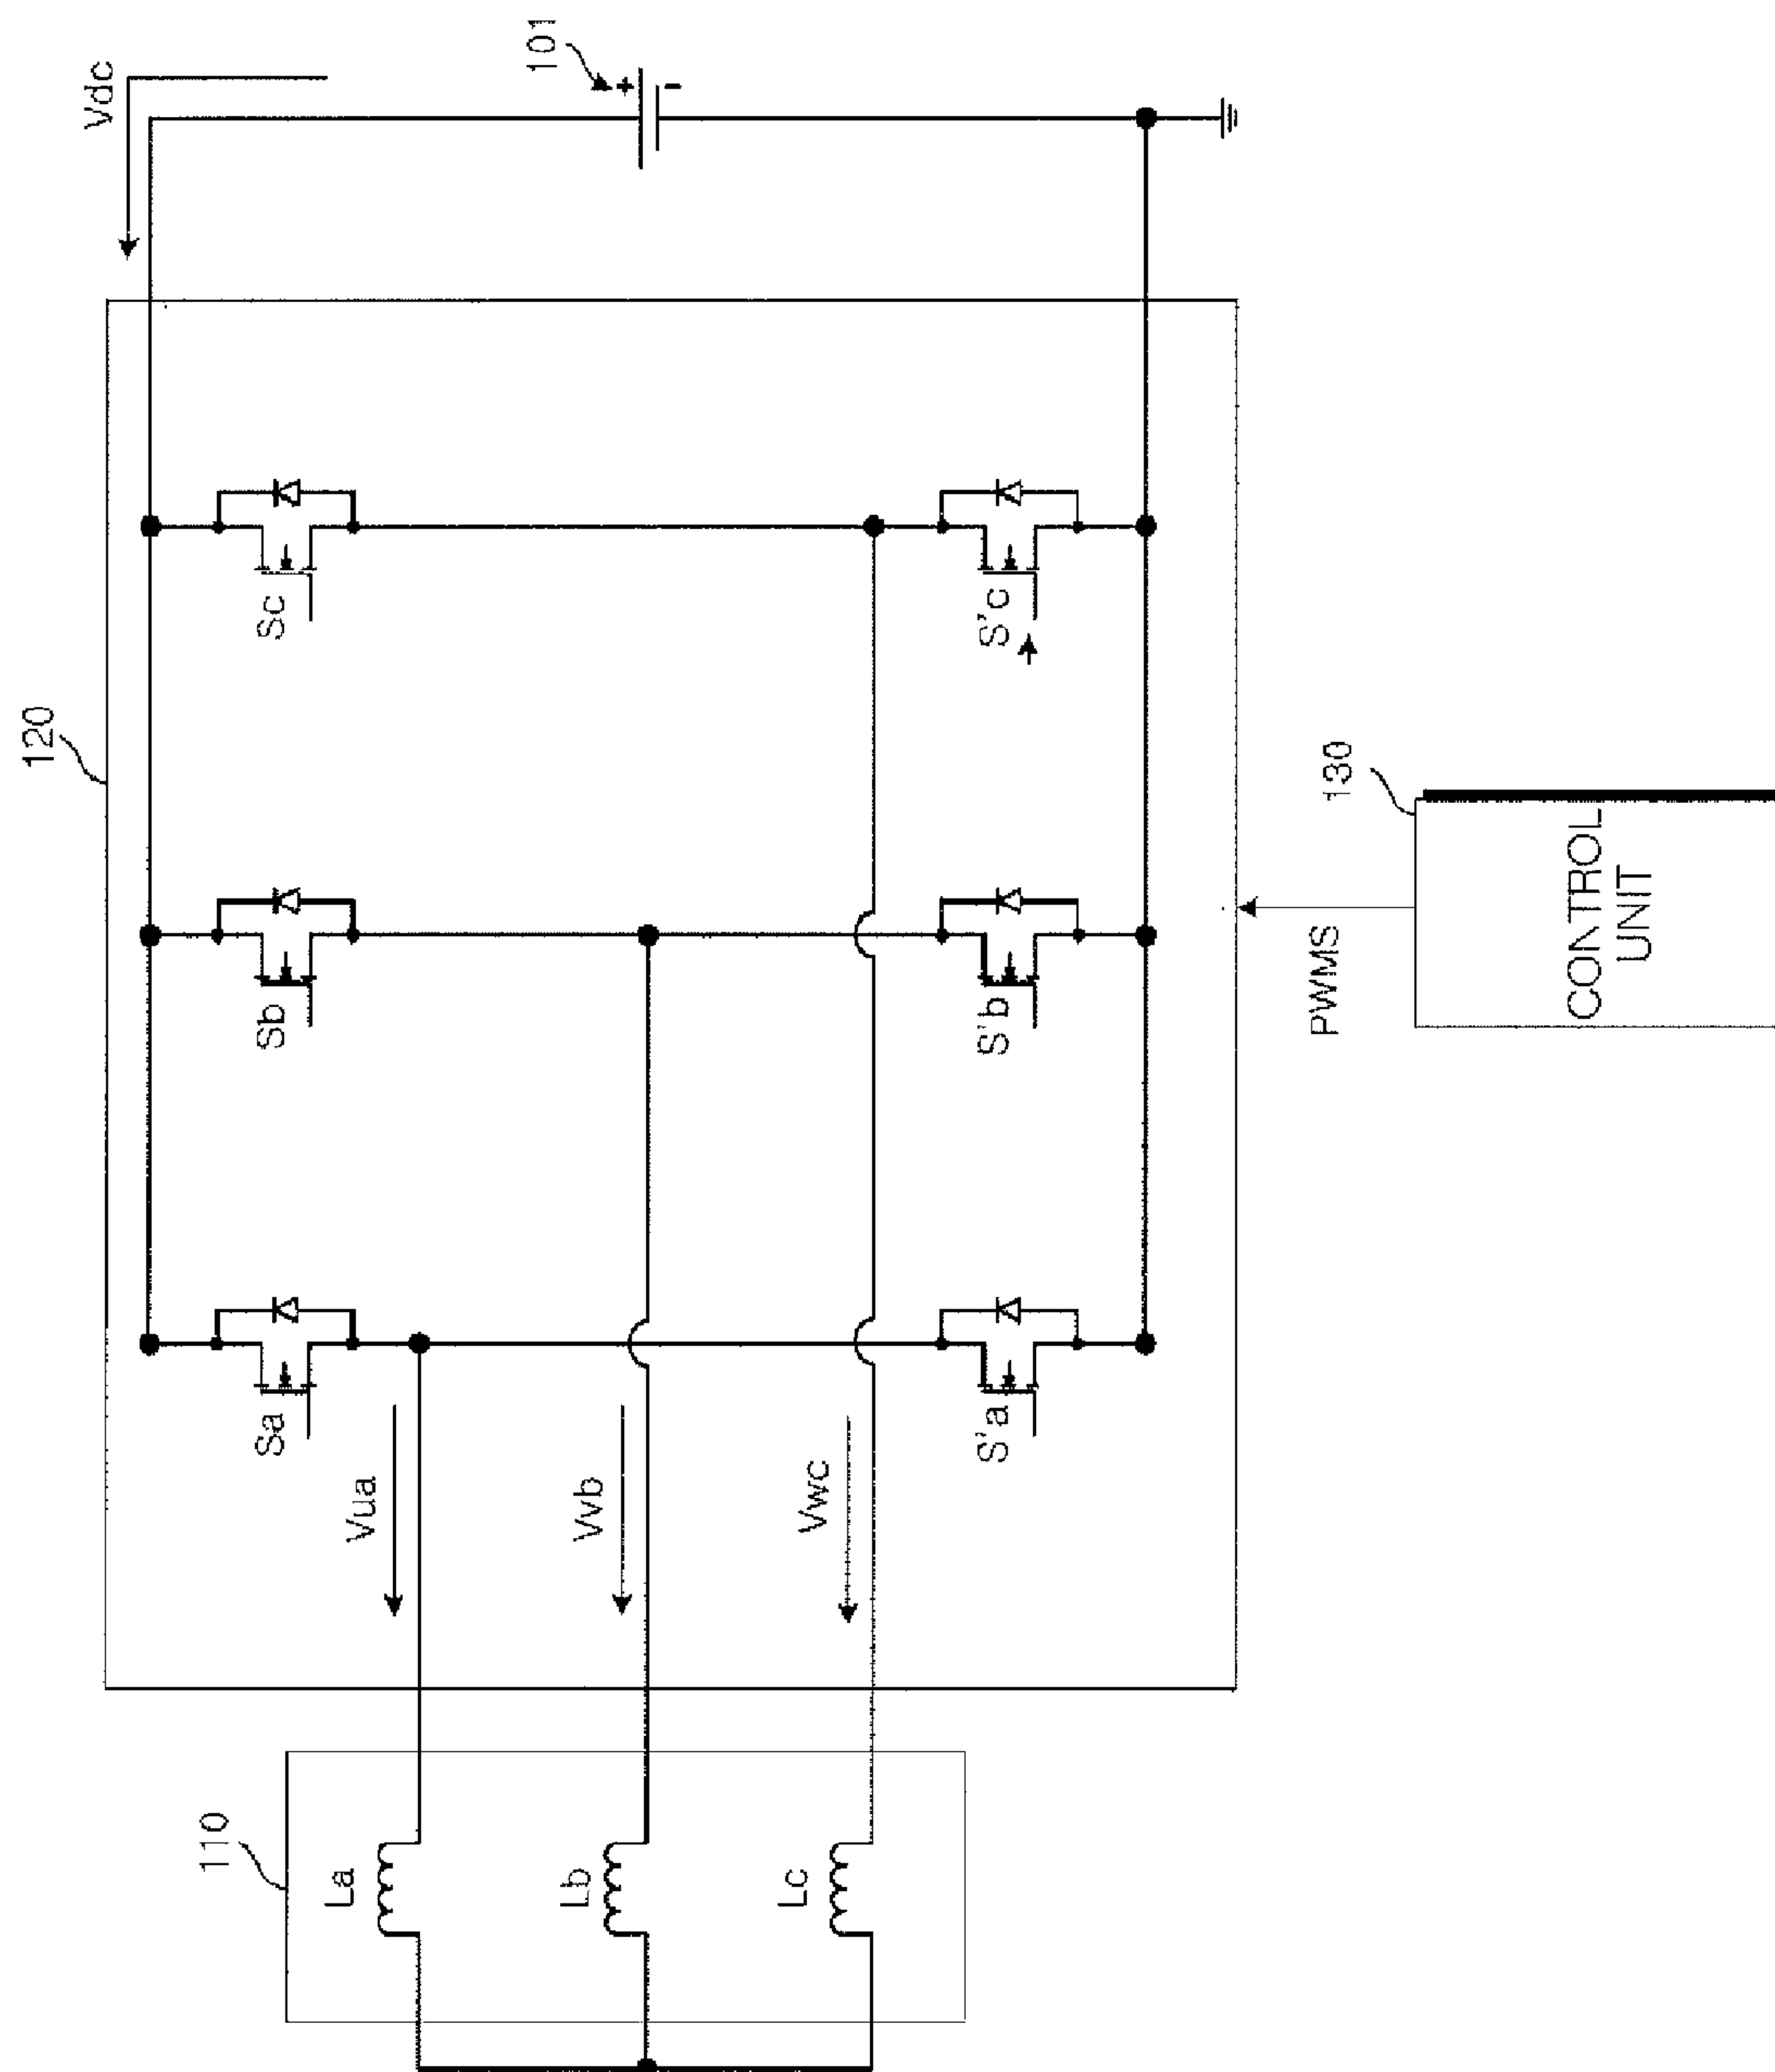 Vdc
101
+
-
120
Sc
Sb
Sa
S'c
S'b
S'a
Vua
Vvb
Vwc
110
La
Lb
Lc
PWMS
130
CONTROL
UNIT